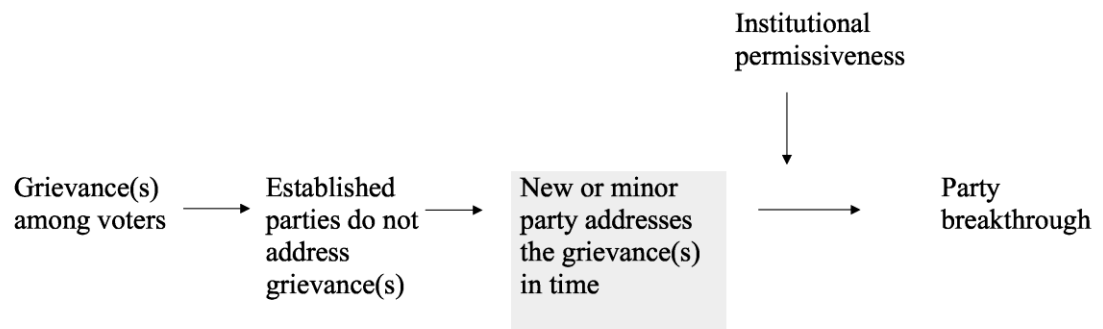 Institutional
permissiveness
Grievance(s)
among voters
Established
parties do not
address
grievance(s)
New or minor
party addresses
the grievance(s)
in time
Party
breakthrough